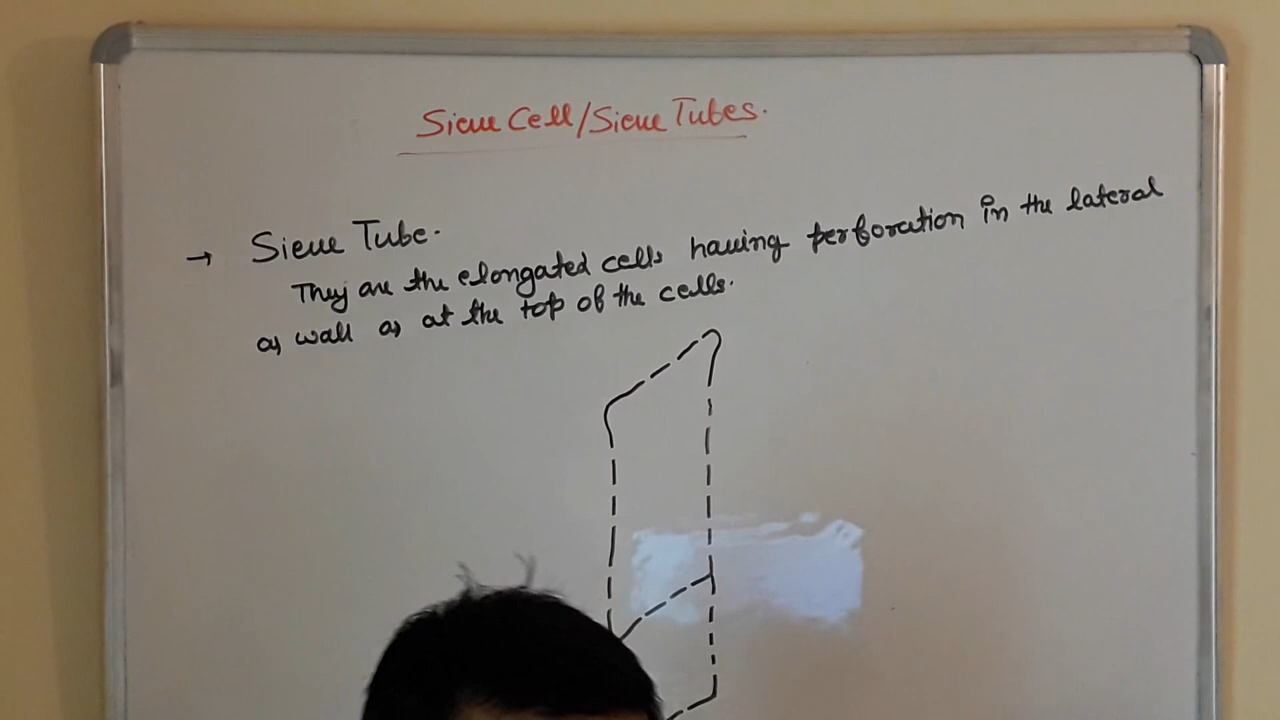 Sieve Cell/Sieve Tubes.
→ Sieve Tube.
They are the elongated cells having perforation in the lateral
as wall as at the top of the cells.